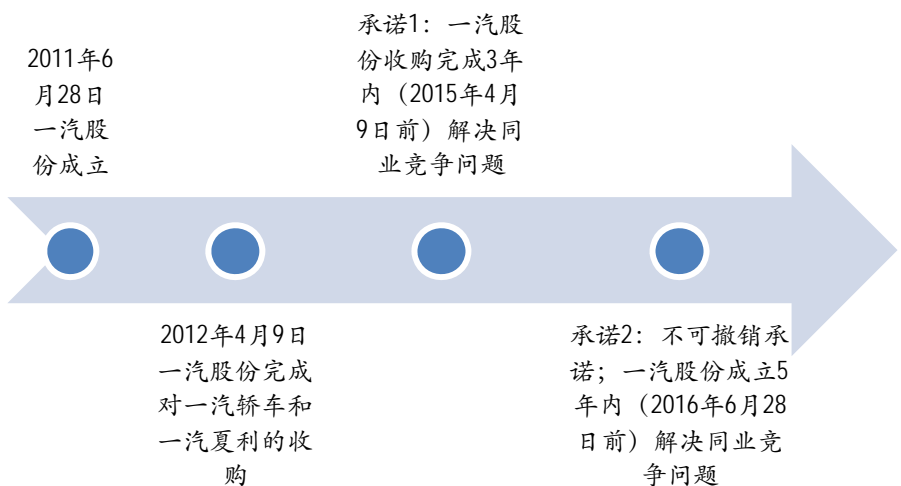 2011年6
月28日
一汽股
份成立
2012年4月9日
一汽股份完成
对一汽轿车和
一汽夏利的收
购
承诺1：一汽股
份收购完成3年
内（2015年4月
9日前）解决同
业竞争问题
承诺2：不可撤销承
诺；一汽股份成立5
年内（2016年6月28
日前）解决同业竞
争问题